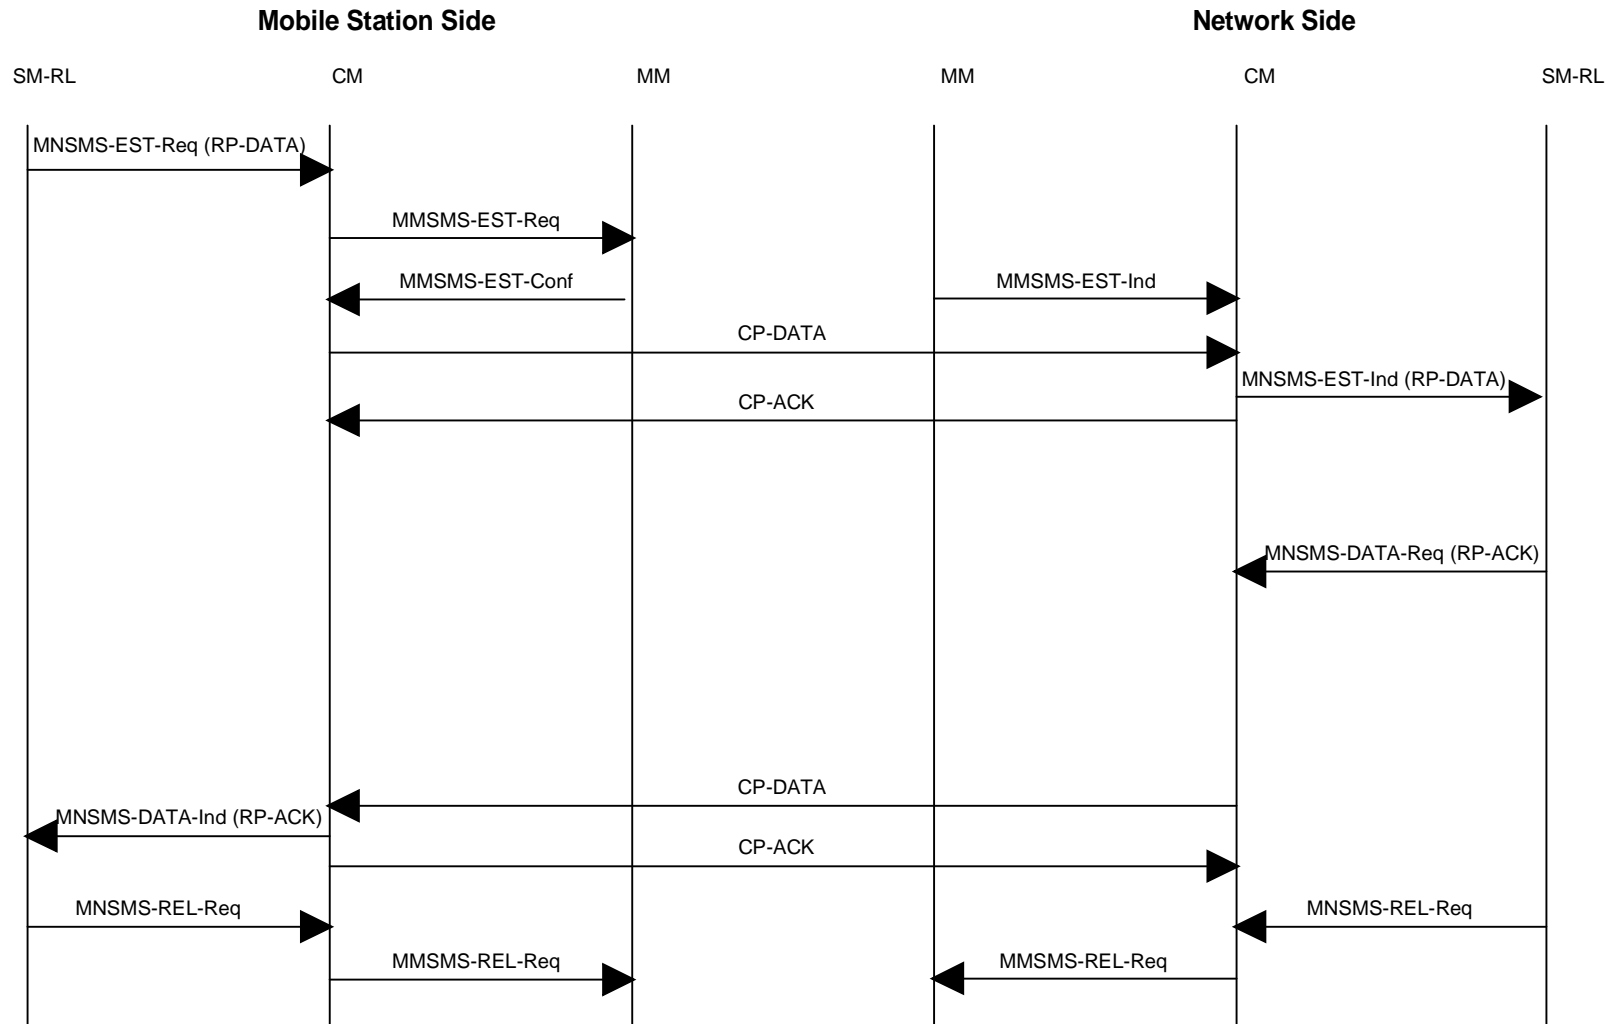 Mobile Station Side
Network Side
SM-RL
CM
MM
MM
CM
SM-RL
MNSMS-EST-Req (RP-DATA)
MMSMS-EST-Req
MMSMS-EST-Conf
MMSMS-EST-Ind
CP-DATA
MNSMS-EST-Ind (RP-DATA)
CP-ACK
MNSMS-DATA-Req (RP-ACK)
CP-DATA
MNSMS-DATA-Ind (RP-ACK)
CP-ACK
MNSMS-REL-Req
MNSMS-REL-Req
MMSMS-REL-Req
MMSMS-REL-Req